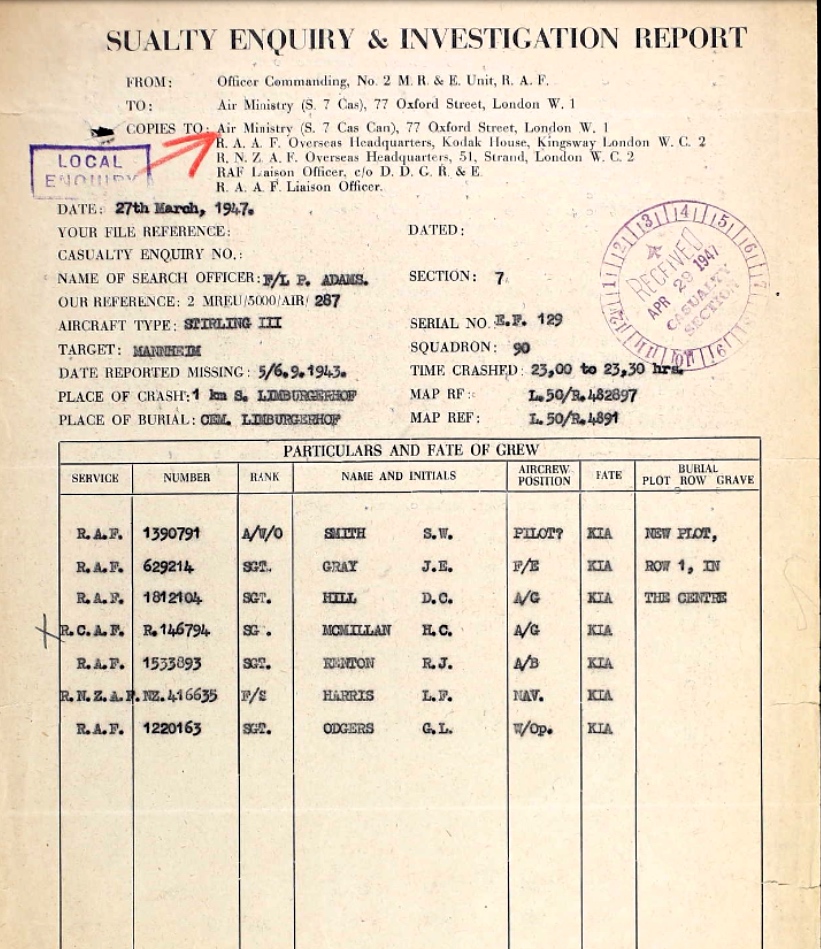 SUALTY ENQUIRY & INVESTIGATION REPORT
FROM: Officer Commanding, No. 2 M. R. & E. Unit, R. A. F.
TO: Air Ministry (S. 7 Cas), 77 Oxford Street, London W. 1
COPIES TO: Air Ministry (S. 7 Cas Can), 77 Oxford Street, London W. 1
R. A. A. F. Overseas Headquarters, Kodak House, Kingsway London W. C. 2
R. N. Z. A. F. Overseas Headquarters, 51, Strand, London W. C. 2
RAF Liaison Officer, c/o D. D. G. R. & E.
R. A. A. F. Liaison Officer.
LOCAL
ENQUIRY
DATE: 27th March, 1947.
YOUR FILE REFERENCE: DATED:
CASUALTY ENQUIRY NO.:
NAME OF SEARCH OFFICER: F/L P. ADAMS. SECTION: 7
OUR REFERENCE: 2 MREU/5000/AIR/ 287
AIRCRAFT TYPE: STIRLING III SERIAL NO. E.F. 129
TARGET: MANNHEIM SQUADRON: 90
DATE REPORTED MISSING: 5/6.9.1943. TIME CRASHED: 23,00 to 23,30 hrs.
PLACE OF CRASH: 1 km S. LIMBURGERHOF MAP RF: L.50/R.482897
PLACE OF BURIAL: CEM. LIMBURGERHOF MAP REF: L.50/R.4891
RECEIVED
APR 29 1947
CASUALTY
SECTION
PARTICULARS AND FATE OF CREW
SERVICE NUMBER RANK NAME AND INITIALS AIRCREW POSITION FATE BURIAL PLOT ROW GRAVE
R.A.F. 1390791 A/W/O SMITH S.W. PILOT? KIA NEW PLOT,
R.A.F. 629214 SGT. GRAY J.E. F/E KIA ROW 1, IN
R.A.F. 1812104 SGT. HILL D.C. A/G KIA THE CENTRE
R.C.A.F. R.146794 SG . MCMILLAN H.C. A/G KIA
R.A.F. 1533893 SGT. KENTON R.J. A/B KIA
R.N.Z.A.F. NZ.416635 F/S HARRIS L.F. NAV. KIA
R.A.F. 1220163 SGT. ODGERS G.L. W/Op. KIA